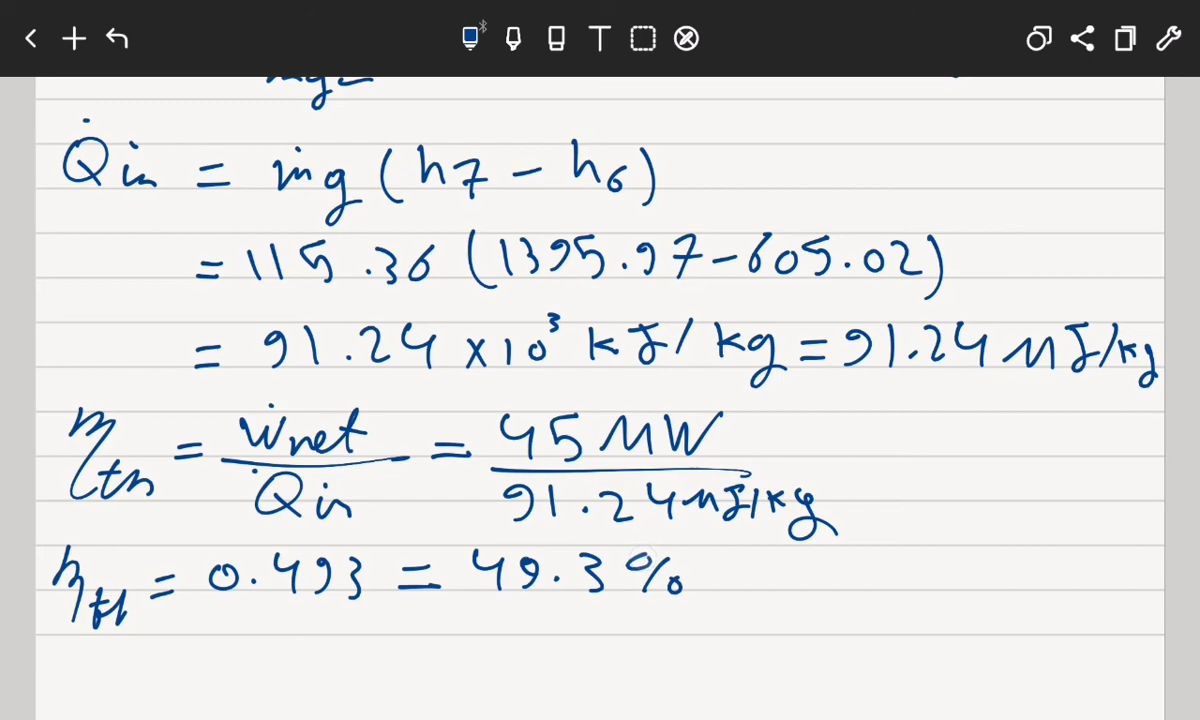 Q̇in = ṁg (h7 - h6)
= 115.36 (1395.97-605.02)
= 91.24 ×10³ kJ/kg = 91.24 MJ/kg
ηth = ẇnet / Q̇in = 45 MW / 91.24 MJ/kg
ηth = 0.493 = 49.3 %